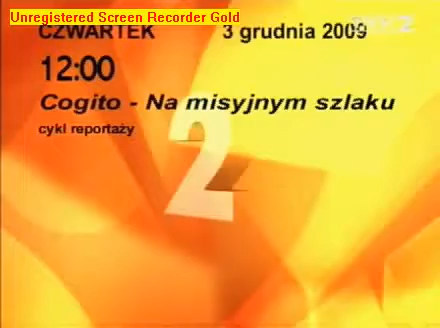 Unregistered Screen Recorder Gold
CZWARTEK 3 grudnia 2009
12:00
Cogito - Na misyjnym szlaku
cykl reportaży
2